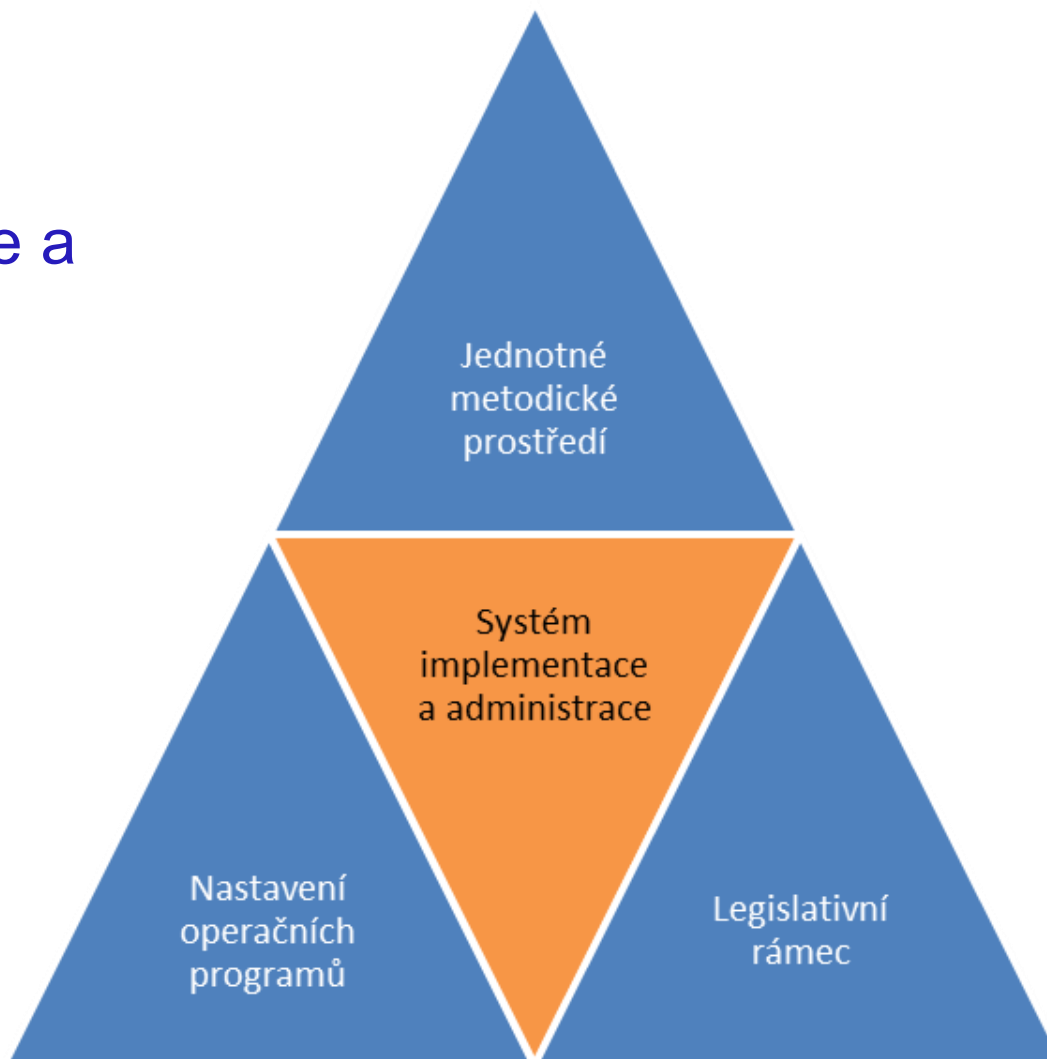 e a
Jednotné
metodické
prostředí
Systém
implementace
a administrace
Nastavení
operačních
programů
Legislativní
rámec